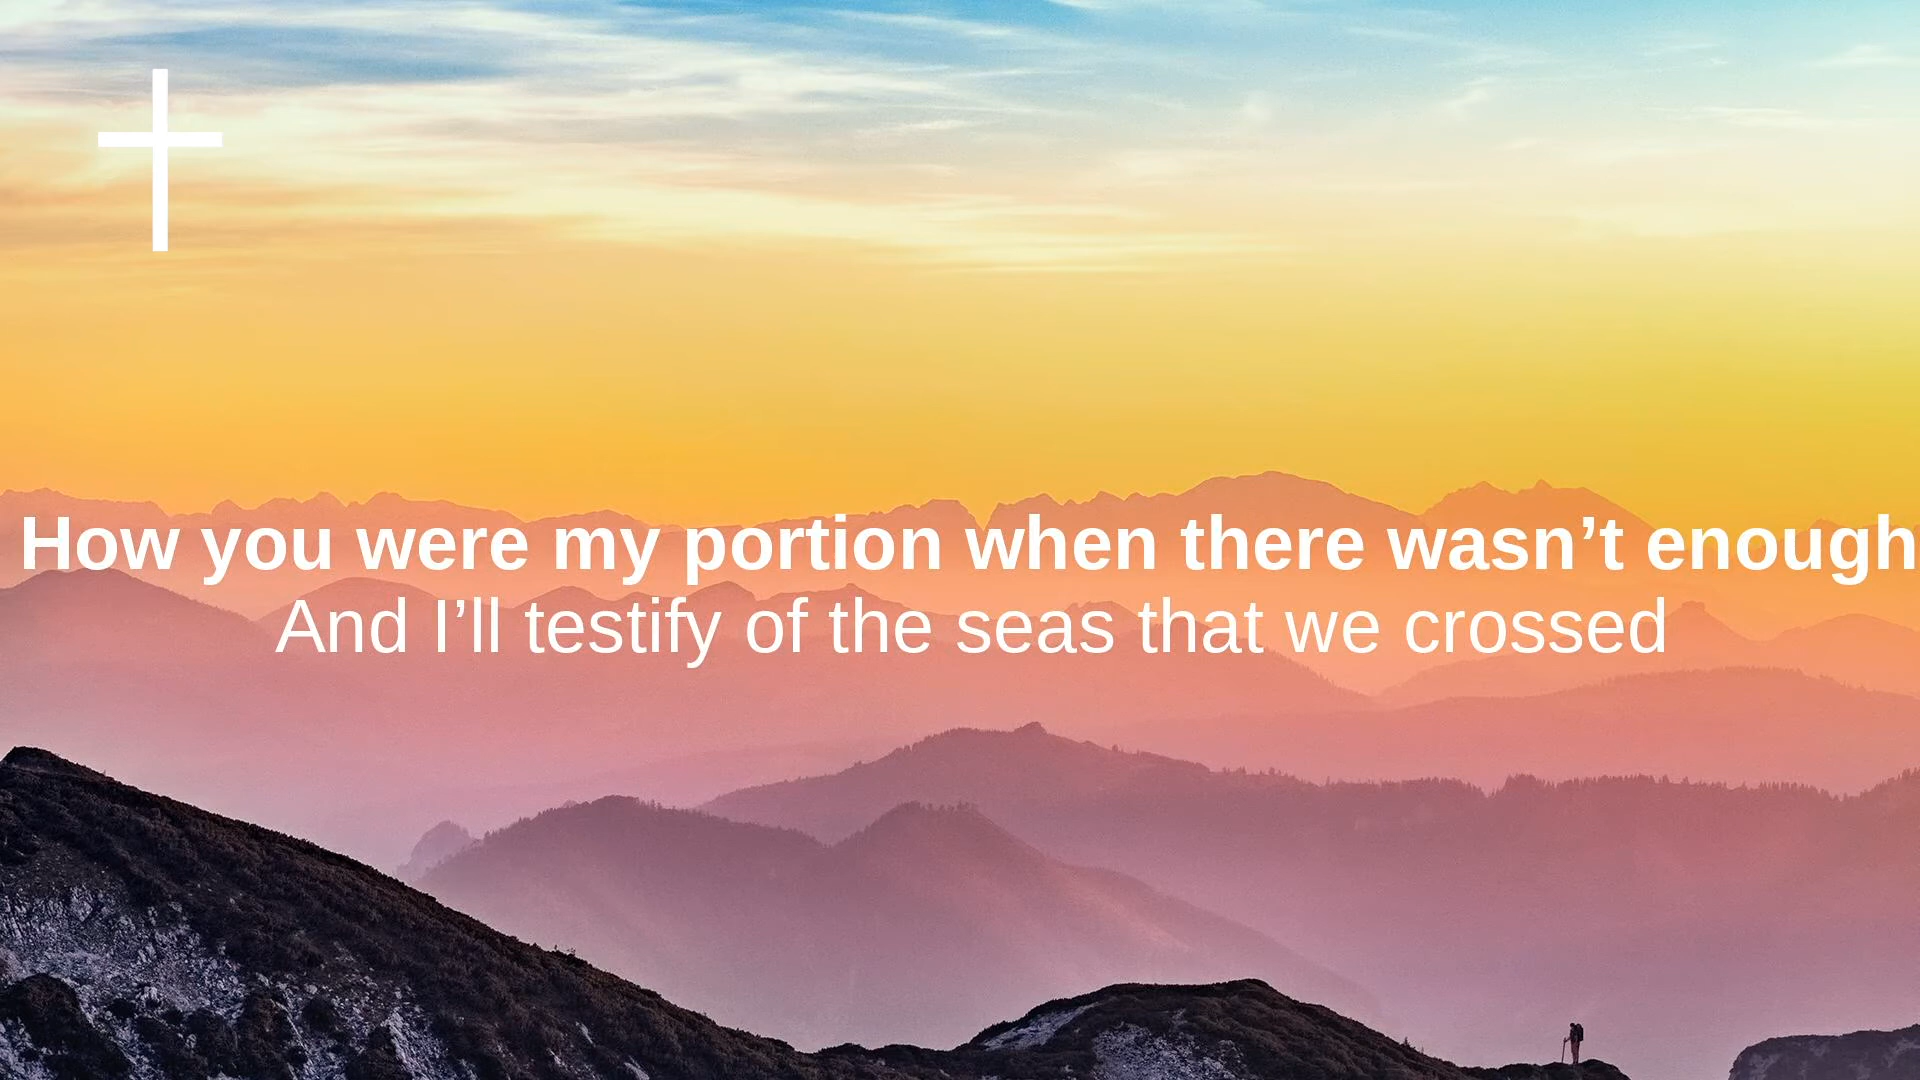 How you were my portion when there wasn’t enough
And I’ll testify of the seas that we crossed